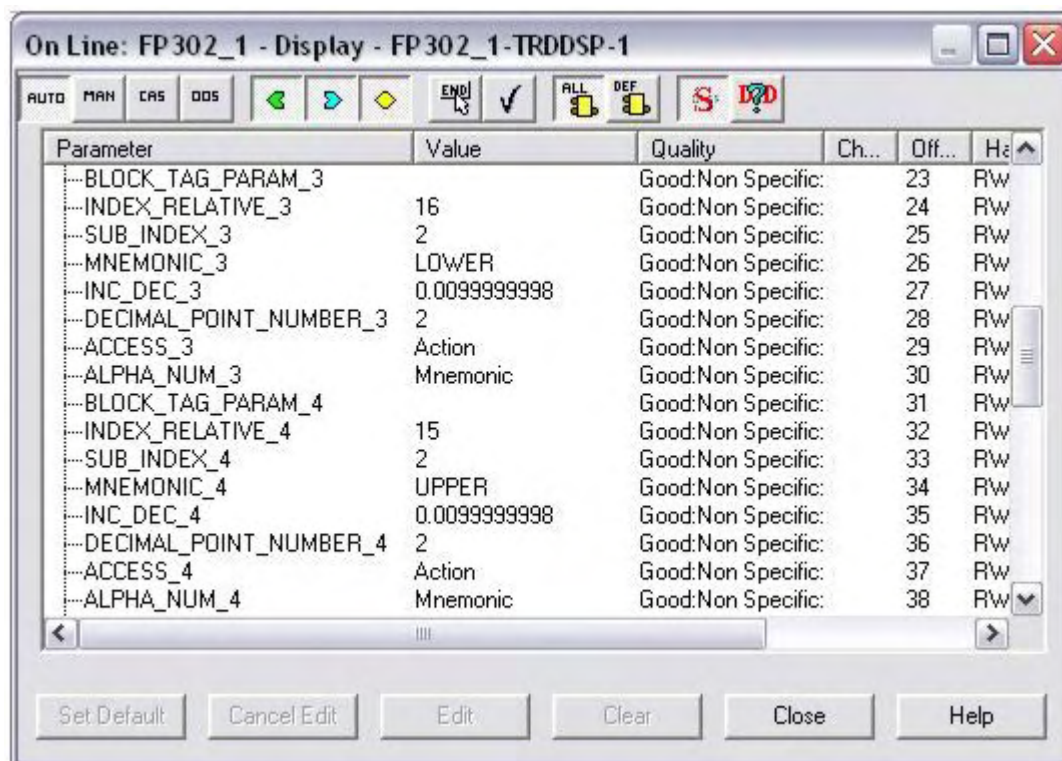 On Line: FP302_1 - Display - FP302_1-TRDDSP-1
AUTO MAN CAS OOS END ALL DEF S D?D
Parameter Value Quality Ch... Off... Ha
BLOCK_TAG_PARAM_3 Good:Non Specific: 23 RW
INDEX_RELATIVE_3 16 Good:Non Specific: 24 RW
SUB_INDEX_3 2 Good:Non Specific: 25 RW
MNEMONIC_3 LOWER Good:Non Specific: 26 RW
INC_DEC_3 0.0099999998 Good:Non Specific: 27 RW
DECIMAL_POINT_NUMBER_3 2 Good:Non Specific: 28 RW
ACCESS_3 Action Good:Non Specific: 29 RW
ALPHA_NUM_3 Mnemonic Good:Non Specific: 30 RW
BLOCK_TAG_PARAM_4 Good:Non Specific: 31 RW
INDEX_RELATIVE_4 15 Good:Non Specific: 32 RW
SUB_INDEX_4 2 Good:Non Specific: 33 RW
MNEMONIC_4 UPPER Good:Non Specific: 34 RW
INC_DEC_4 0.0099999998 Good:Non Specific: 35 RW
DECIMAL_POINT_NUMBER_4 2 Good:Non Specific: 36 RW
ACCESS_4 Action Good:Non Specific: 37 RW
ALPHA_NUM_4 Mnemonic Good:Non Specific: 38 RW
Set Default Cancel Edit Edit Clear Close Help